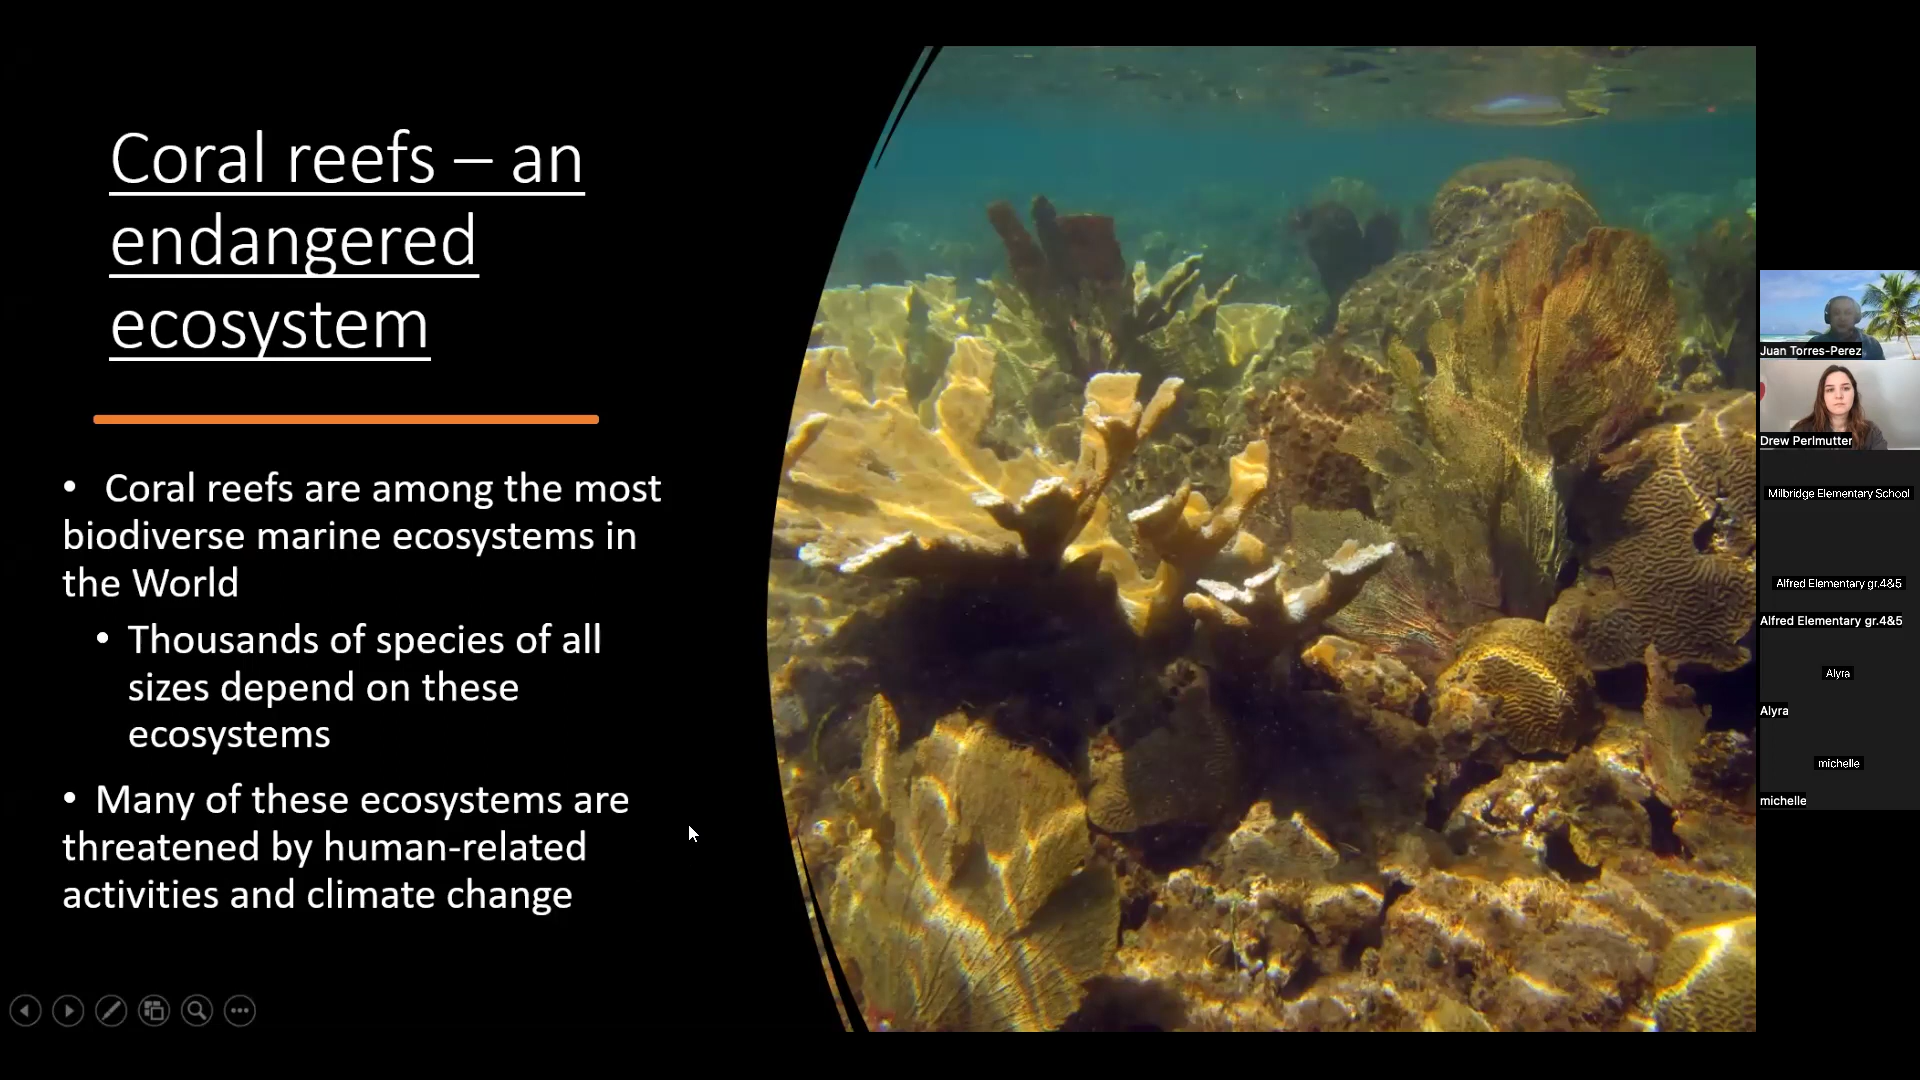 Coral reefs – an
endangered
ecosystem
• Coral reefs are among the most
biodiverse marine ecosystems in
the World
• Thousands of species of all
sizes depend on these
ecosystems
• Many of these ecosystems are
threatened by human-related
activities and climate change
Juan Torres-Perez
Drew Perlmutter
Milbridge Elementary School
Alfred Elementary gr.4&5
Alfred Elementary gr.4&5
Alyra
Alyra
michelle
michelle